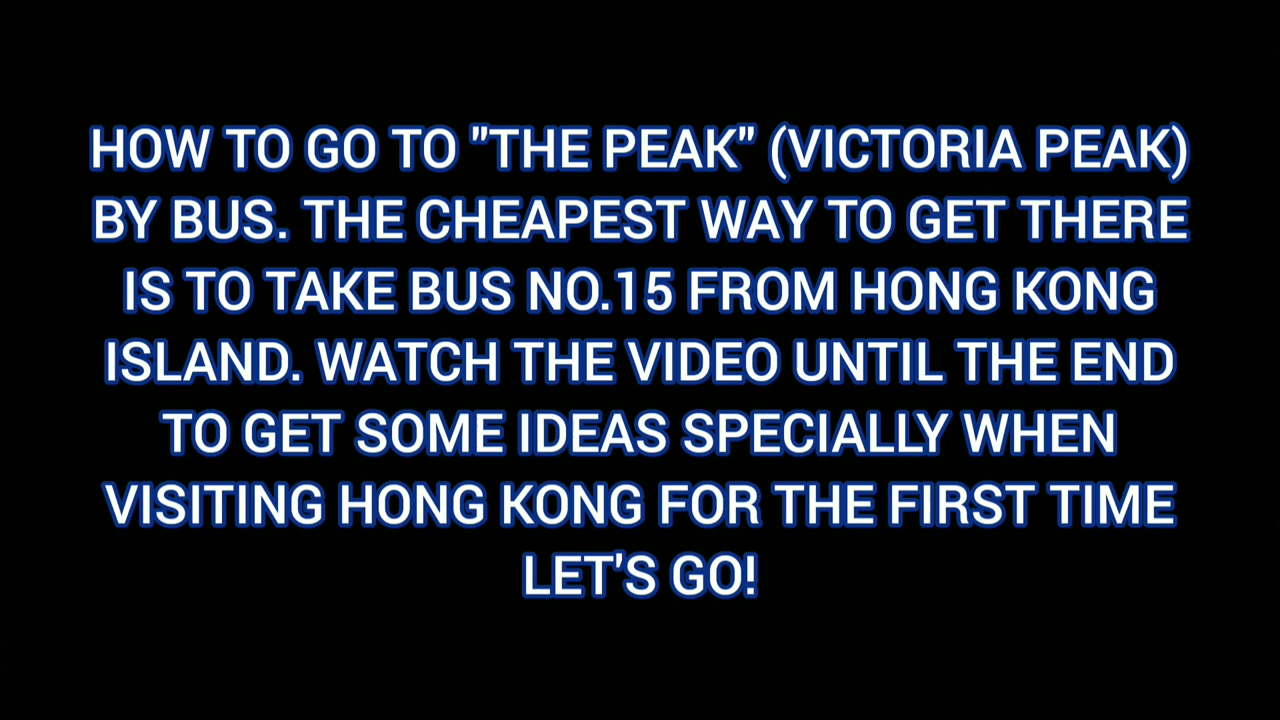 HOW TO GO TO "THE PEAK" (VICTORIA PEAK)
BY BUS. THE CHEAPEST WAY TO GET THERE
IS TO TAKE BUS NO.15 FROM HONG KONG
ISLAND. WATCH THE VIDEO UNTIL THE END
TO GET SOME IDEAS SPECIALLY WHEN
VISITING HONG KONG FOR THE FIRST TIME
LET'S GO!